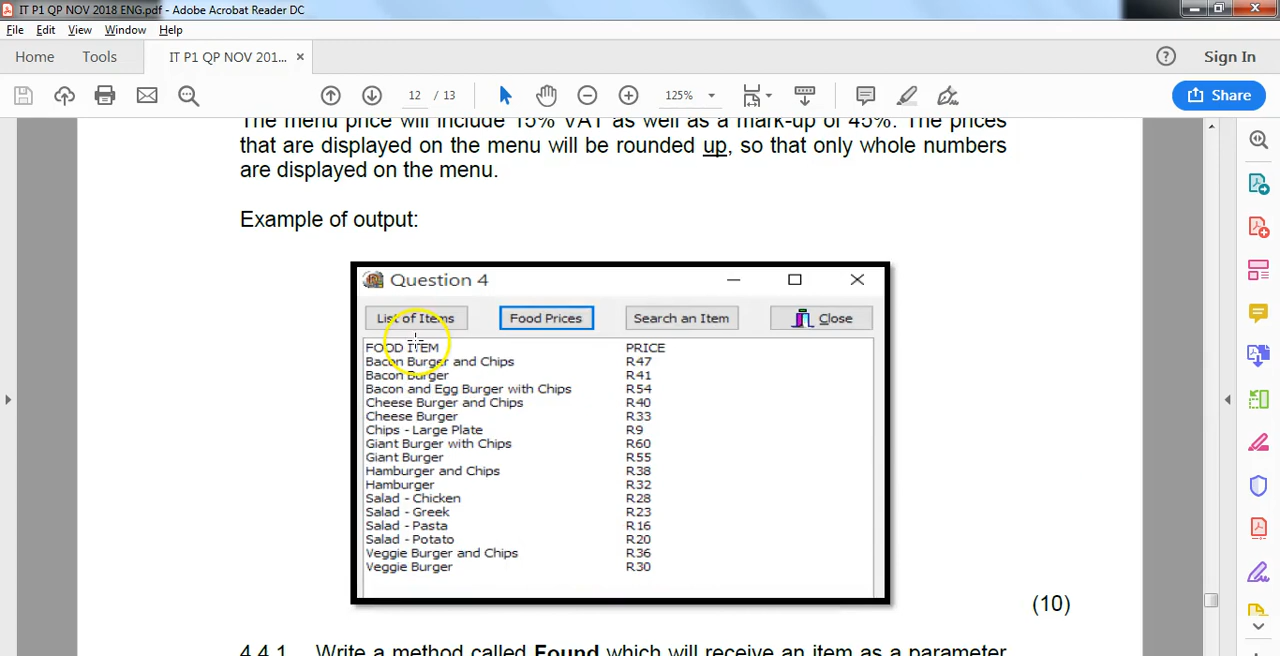 IT P1 QP NOV 2018 ENG.pdf - Adobe Acrobat Reader DC
File Edit View Window Help
Home Tools IT P1 QP NOV 201... × Sign In
12 / 13 125% Share
The menu price will include 15% VAT as well as a mark-up of 45%. The prices
that are displayed on the menu will be rounded up, so that only whole numbers
are displayed on the menu.
Example of output:
Question 4
List of Items Food Prices Search an Item Close
FOOD ITEM PRICE
Bacon Burger and Chips R47
Bacon Burger R41
Bacon and Egg Burger with Chips R54
Cheese Burger and Chips R40
Cheese Burger R33
Chips - Large Plate R9
Giant Burger with Chips R60
Giant Burger R55
Hamburger and Chips R38
Hamburger R32
Salad - Chicken R28
Salad - Greek R23
Salad - Pasta R16
Salad - Potato R20
Veggie Burger and Chips R36
Veggie Burger R30
(10)
4.4.1 Write a method called Found which will receive an item as a parameter